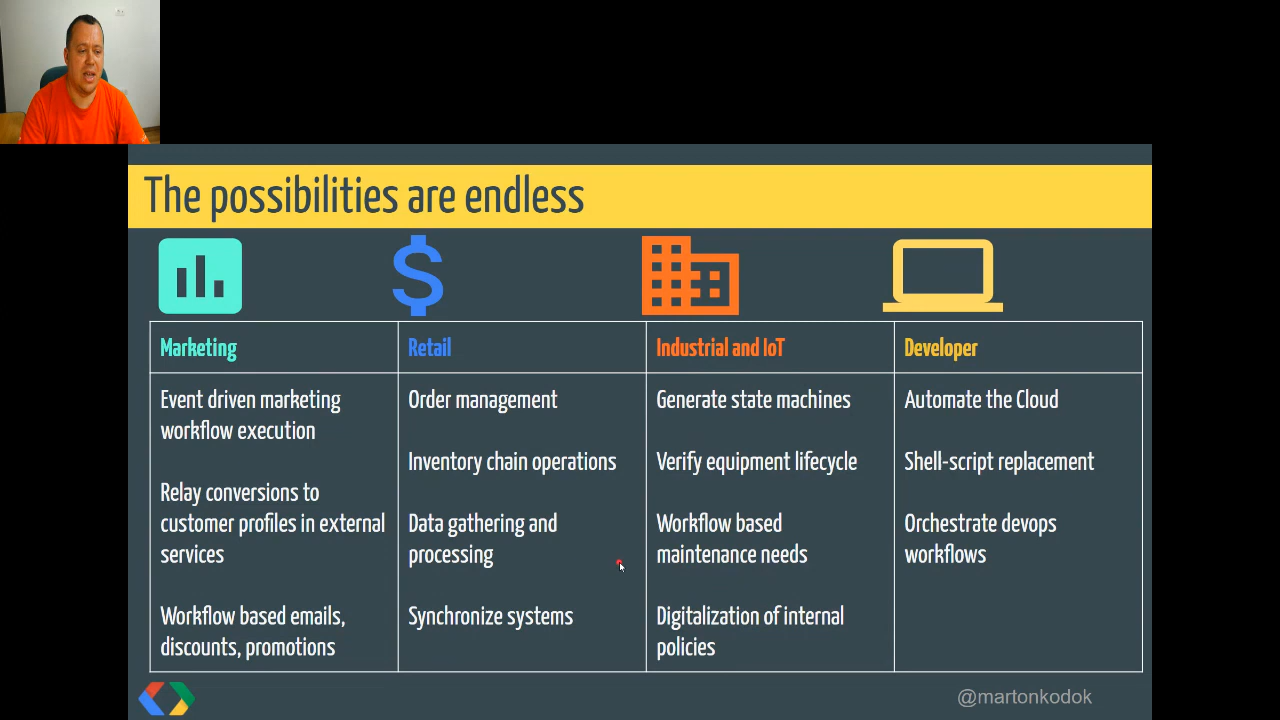 The possibilities are endless
Marketing
Retail
Industrial and IoT
Developer
Event driven marketing
workflow execution
Relay conversions to
customer profiles in external
services
Workflow based emails,
discounts, promotions
Order management
Inventory chain operations
Data gathering and
processing
Synchronize systems
Generate state machines
Verify equipment lifecycle
Workflow based
maintenance needs
Digitalization of internal
policies
Automate the Cloud
Shell-script replacement
Orchestrate devops
workflows
@martonkodok